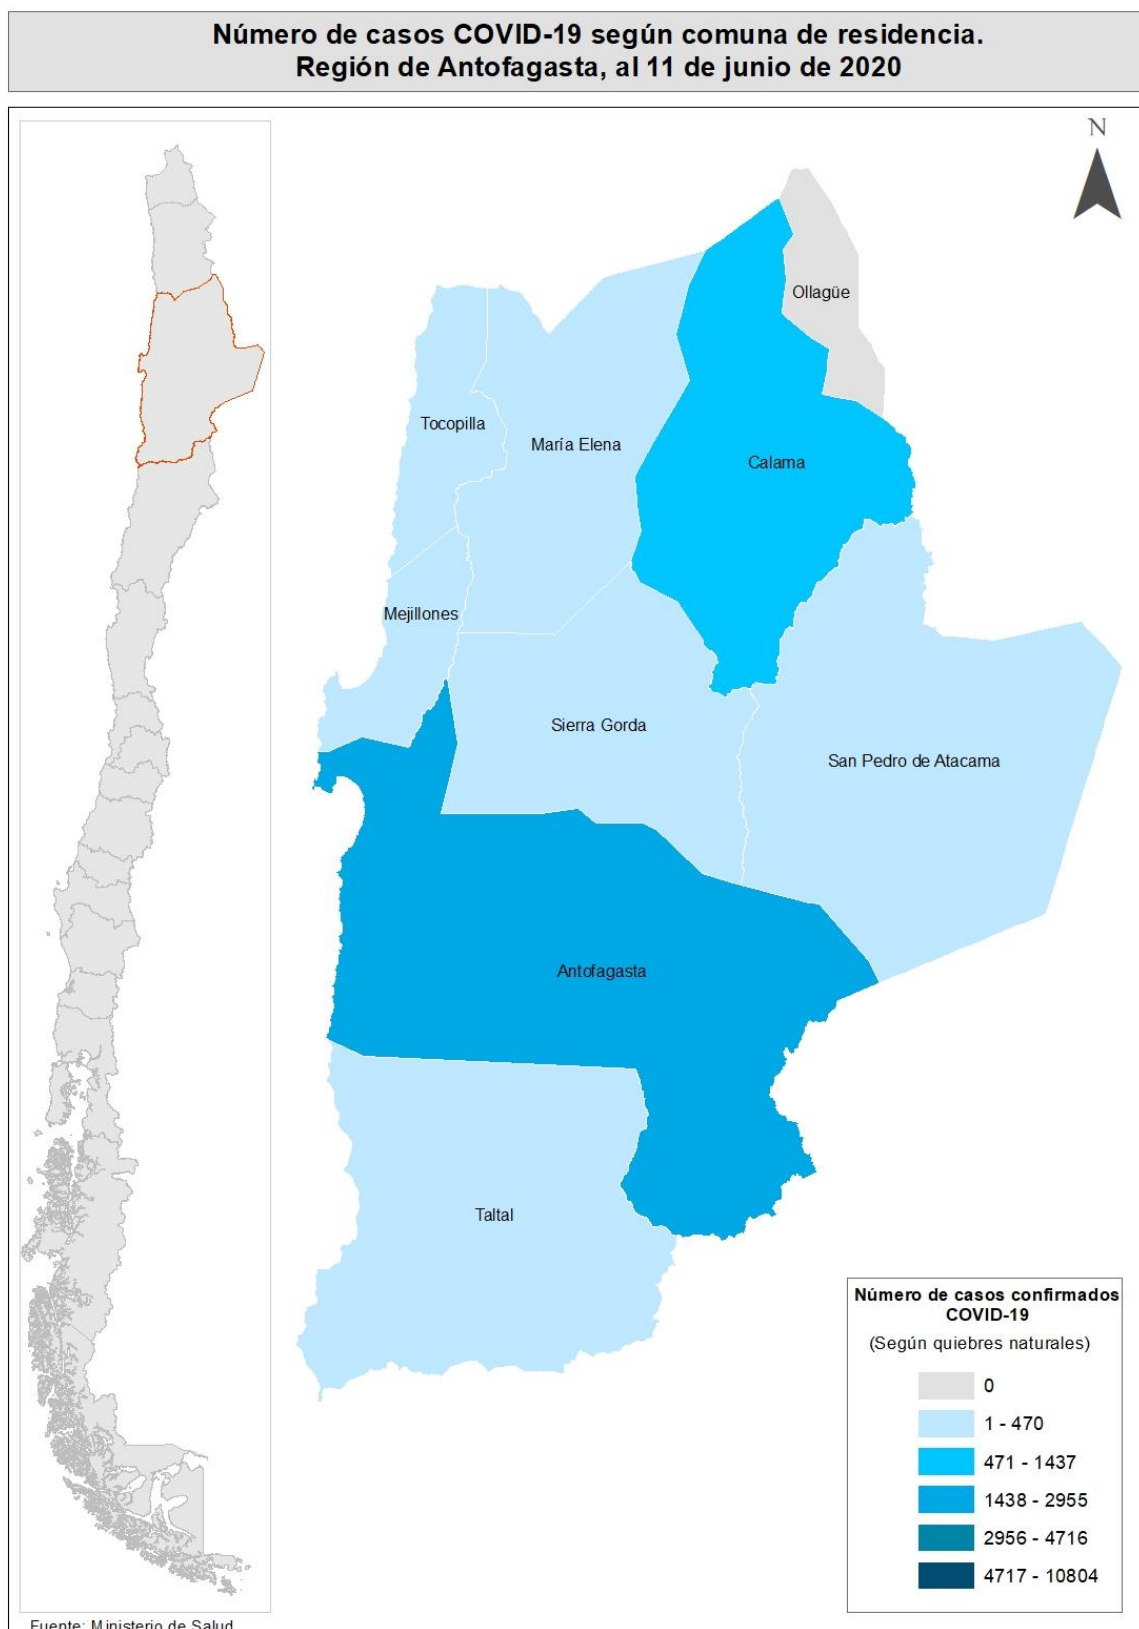 Número de casos COVID-19 según comuna de residencia.
Región de Antofagasta, al 11 de junio de 2020
N
Ollagüe
Tocopilla
María Elena
Calama
Mejillones
Sierra Gorda
San Pedro de Atacama
Antofagasta
Taltal
Número de casos confirmados
COVID-19
(Según quiebres naturales)
0
1 - 470
471 - 1437
1438 - 2955
2956 - 4716
4717 - 10804
Fuente: Ministerio de Salud